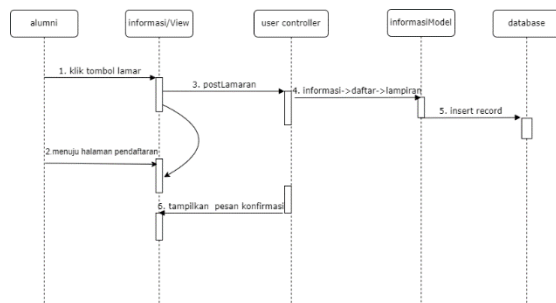 alumni
informasi/View
user controller
informasiModel
database
1. klik tombol lamar
3. postLamaran
4. informasi->daftar->lampiran
5. insert record
2.menuju halaman pendaftaran
6. tampilkan pesan konfirmasi